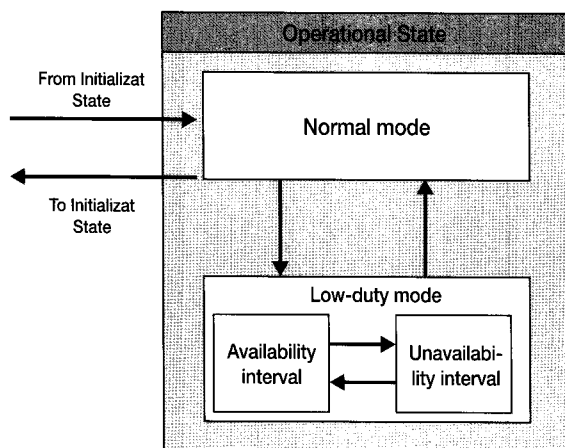 Operational State
From Initializat
State
Normal mode
To Initializat
State
Low-duty mode
Availability
interval
Unavailabi-
lity interval